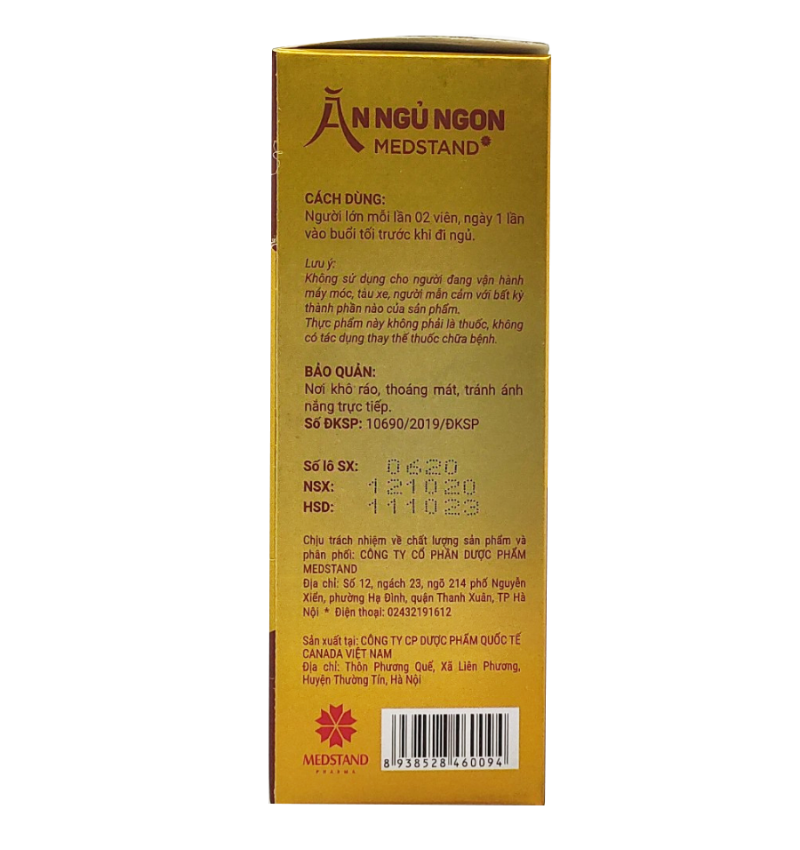 ĂN NGỦ NGON
MEDSTAND
CÁCH DÙNG:
Người lớn mỗi lần 02 viên, ngày 1 lần
vào buổi tối trước khi đi ngủ.
Lưu ý:
Không sử dụng cho người đang vận hành
máy móc, tàu xe, người mẫn cảm với bất kỳ
thành phần nào của sản phẩm.
Thực phẩm này không phải là thuốc, không
có tác dụng thay thế thuốc chữa bệnh.
BẢO QUẢN:
Nơi khô ráo, thoáng mát, tránh ánh
nắng trực tiếp.
Số ĐKSP: 10690/2019/ĐKSP
Số lô SX: 0620
NSX: 121020
HSD: 111023
Chịu trách nhiệm về chất lượng sản phẩm và
phân phối: CÔNG TY CỔ PHẦN DƯỢC PHẨM
MEDSTAND
Địa chỉ: Số 12, ngách 23, ngõ 214 phố Nguyễn
Xiển, phường Hạ Đình, quận Thanh Xuân, TP Hà
Nội * Điện thoại: 02432191612
Sản xuất tại: CÔNG TY CP DƯỢC PHẨM QUỐC TẾ
CANADA VIỆT NAM
Địa chỉ: Thôn Phương Quế, Xã Liên Phương,
Huyện Thường Tín, Hà Nội
MEDSTAND
PHARMA
8 938528 460094